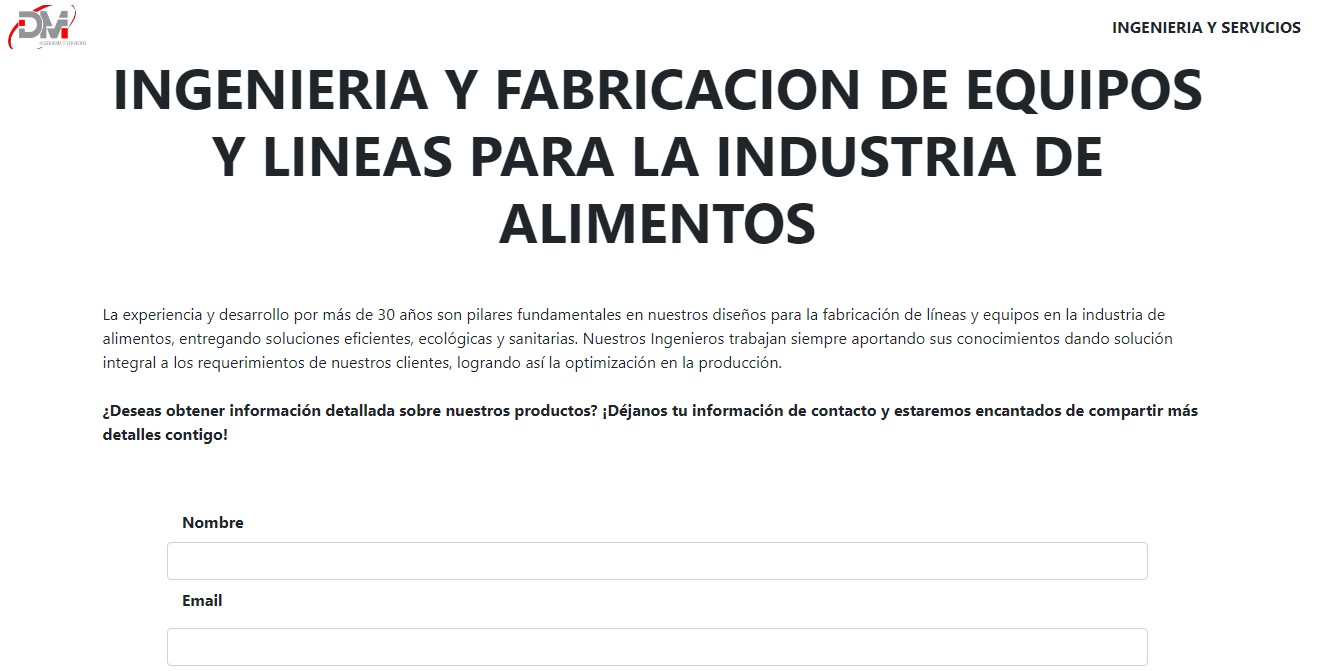 DM
INGENIERIA Y SERVICIOS
INGENIERIA Y SERVICIOS
INGENIERIA Y FABRICACION DE EQUIPOS
Y LINEAS PARA LA INDUSTRIA DE
ALIMENTOS
La experiencia y desarrollo por más de 30 años son pilares fundamentales en nuestros diseños para la fabricación de líneas y equipos en la industria de
alimentos, entregando soluciones eficientes, ecológicas y sanitarias. Nuestros Ingenieros trabajan siempre aportando sus conocimientos dando solución
integral a los requerimientos de nuestros clientes, logrando así la optimización en la producción.
¿Deseas obtener información detallada sobre nuestros productos? ¡Déjanos tu información de contacto y estaremos encantados de compartir más
detalles contigo!
Nombre
Email